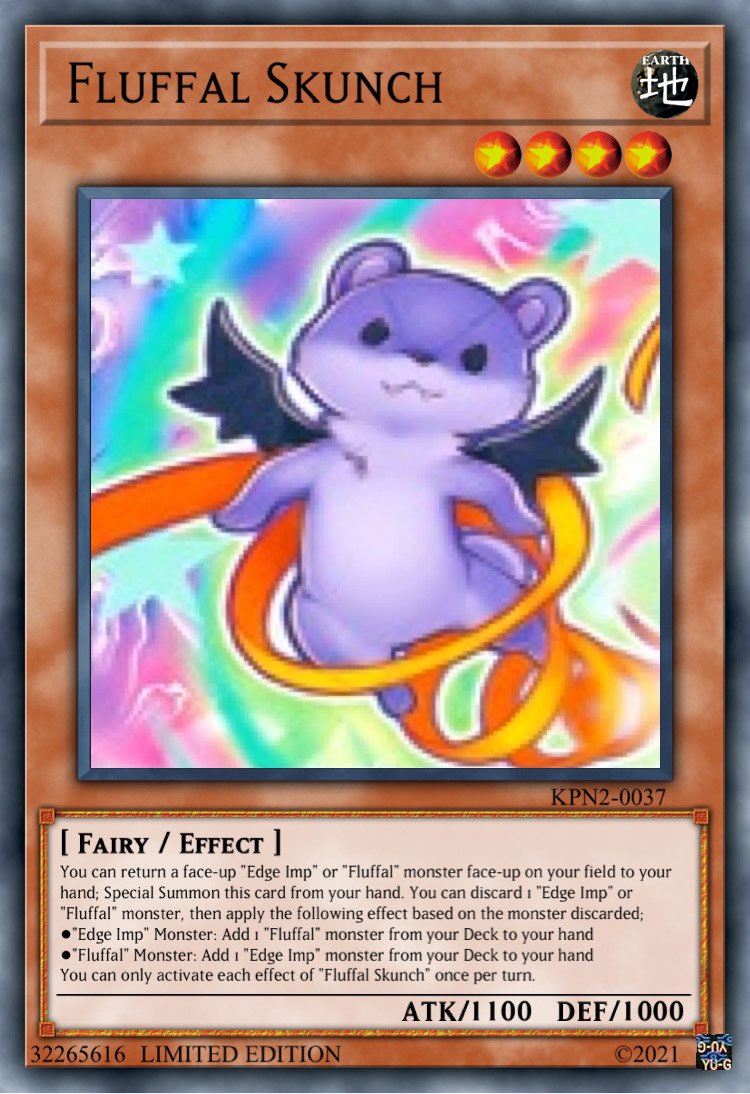 FLUFFAL SKUNCH
EARTH
地
KPN2-0037
[ FAIRY / EFFECT ]
You can return a face-up "Edge Imp" or "Fluffal" monster face-up on your field to your
hand; Special Summon this card from your hand. You can discard 1 "Edge Imp" or
"Fluffal" monster, then apply the following effect based on the monster discarded;
●"Edge Imp" Monster: Add 1 "Fluffal" monster from your Deck to your hand
●"Fluffal" Monster: Add 1 "Edge Imp" monster from your Deck to your hand
You can only activate each effect of "Fluffal Skunch" once per turn.
ATK/1100 DEF/1000
32265616 LIMITED EDITION ©2021
YU-G